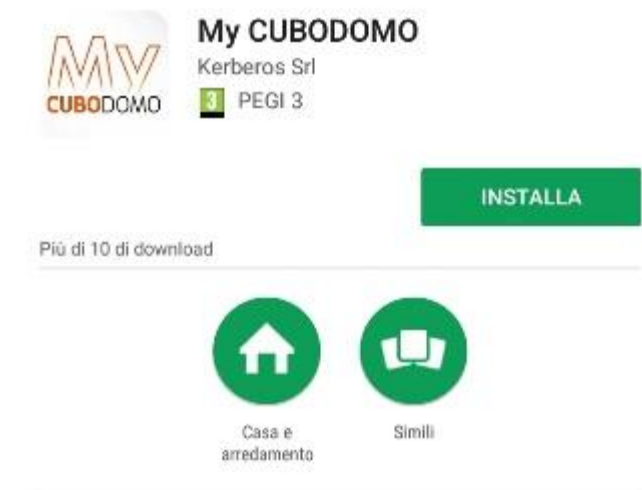 My
CUBODOMO
My CUBODOMO
Kerberos Srl
3 PEGI 3
INSTALLA
Più di 10 di download
Casa e
arredamento
Simili